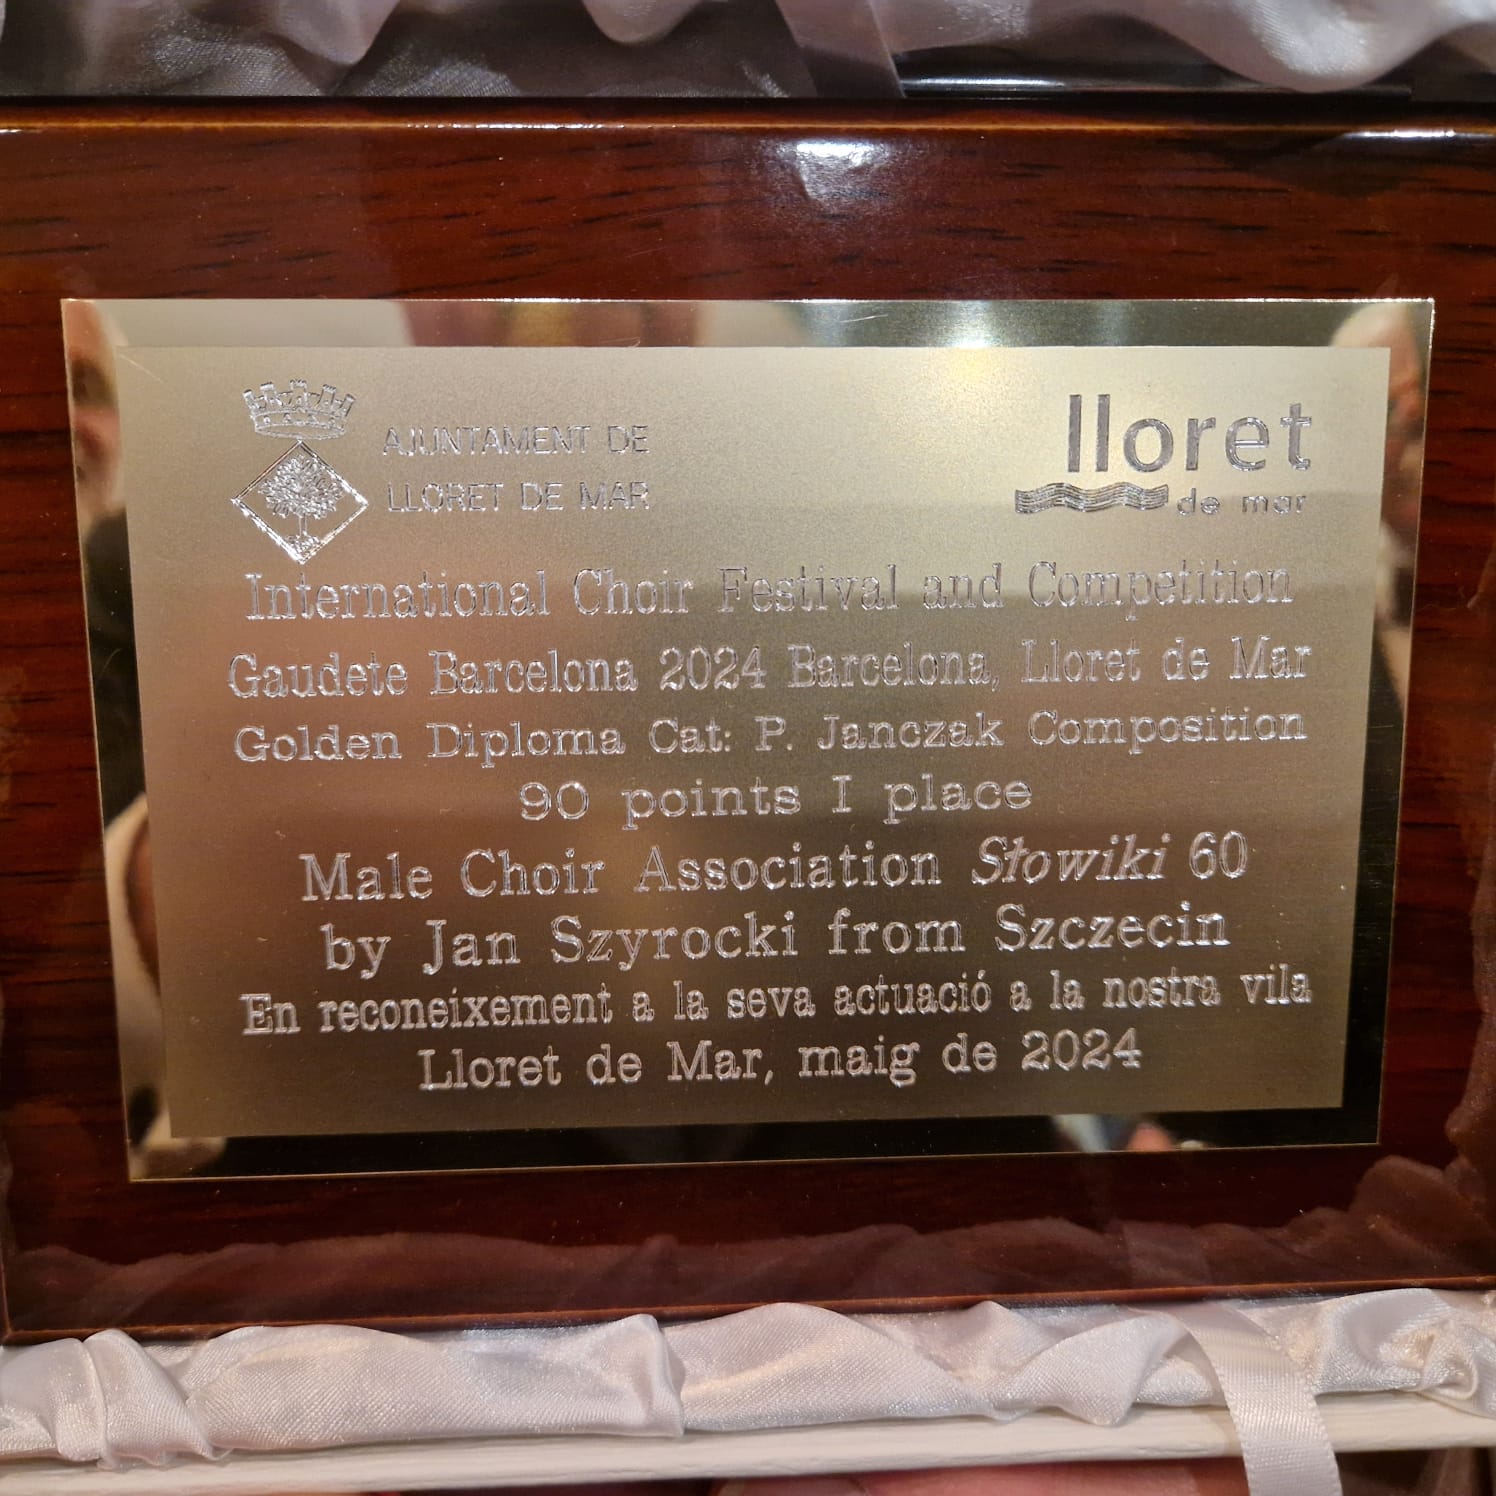 AJUNTAMENT DE
LLORET DE MAR
lloret
de mar
International Choir Festival and Competition
Gaudete Barcelona 2024 Barcelona, Lloret de Mar
Golden Diploma Cat: P. Janczak Composition
90 points I place
Male Choir Association Słowiki 60
by Jan Szyrocki from Szczecin
En reconeixement a la seva actuació a la nostra vila
Lloret de Mar, maig de 2024